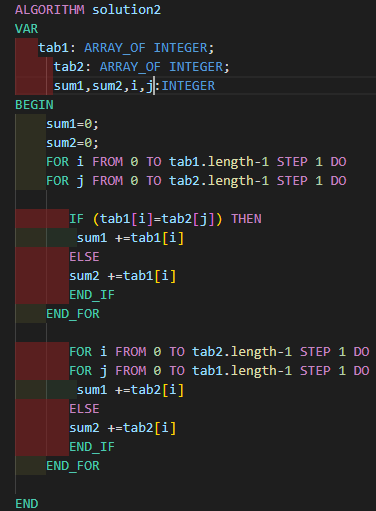 ALGORITHM solution2
VAR
tab1: ARRAY_OF INTEGER;
tab2: ARRAY_OF INTEGER;
sum1,sum2,i,j:INTEGER
BEGIN
sum1=0;
sum2=0;
FOR i FROM 0 TO tab1.length-1 STEP 1 DO
FOR j FROM 0 TO tab2.length-1 STEP 1 DO
IF (tab1[i]=tab2[j]) THEN
sum1 +=tab1[i]
ELSE
sum2 +=tab1[i]
END_IF
END_FOR
FOR i FROM 0 TO tab2.length-1 STEP 1 DO
FOR j FROM 0 TO tab1.length-1 STEP 1 DO
sum1 +=tab2[i]
ELSE
sum2 +=tab2[i]
END_IF
END_FOR
END